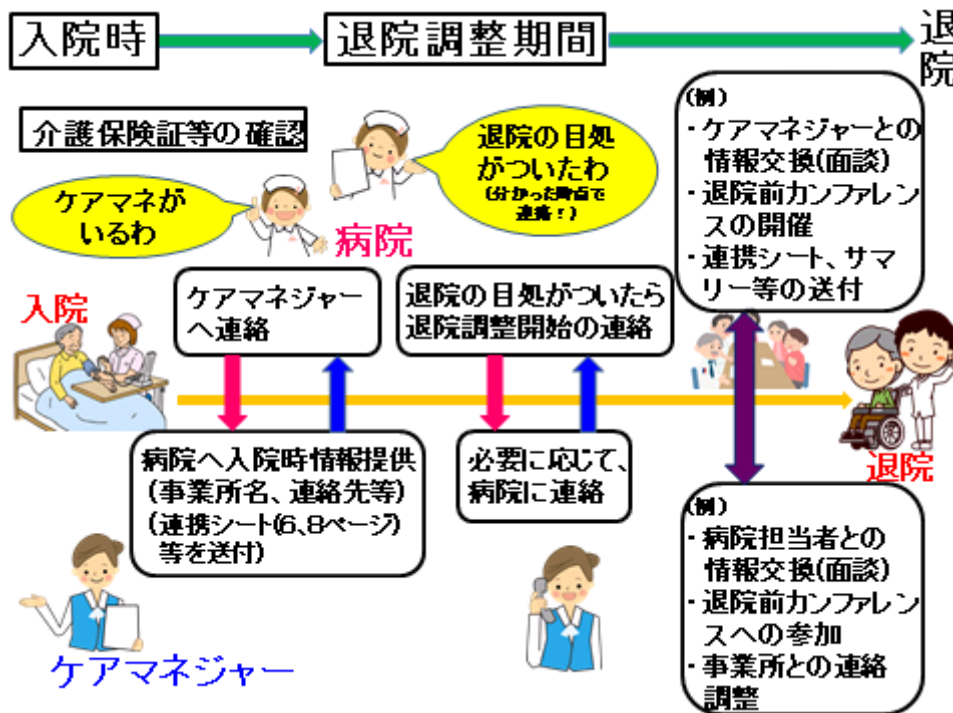 入院時
退院調整期間
退
院
介護保険証等の確認
ケアマネが
いるわ
退院の目処
がついたわ
(分かった時点で
連絡!)
病院
(例)
・ケアマネジャーとの
情報交換(面談)
・退院前カンファレン
スの開催
・連携シート、サマ
リー等の送付
入院
ケアマネジャー
へ連絡
退院の目処がついたら
退院調整開始の連絡
病院へ入院時情報提供
(事業所名、連絡先等)
(連携シート(6、8ページ)
等を送付)
必要に応じて、
病院に連絡
退院
(例)
・病院担当者との
情報交換(面談)
・退院前カンファレン
スへの参加
・事業所との連絡
調整
ケアマネジャー